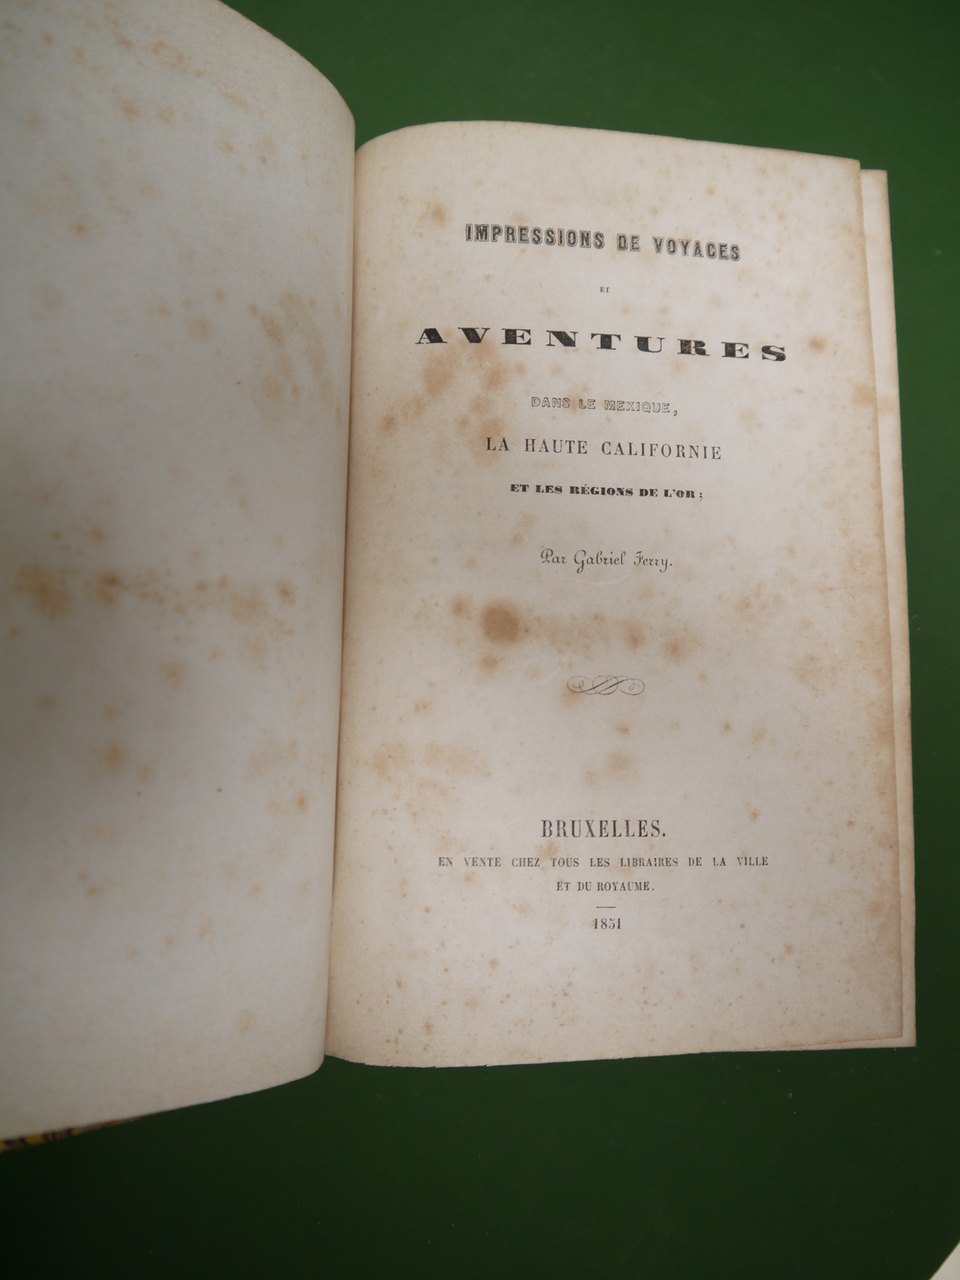 IMPRESSIONS DE VOYAGES
ET
AVENTURES
DANS LE MEXIQUE,
LA HAUTE CALIFORNIE
ET LES RÉGIONS DE L'OR ;
Par Gabriel Ferry.
BRUXELLES.
EN VENTE CHEZ TOUS LES LIBRAIRES DE LA VILLE
ET DU ROYAUME.
1851